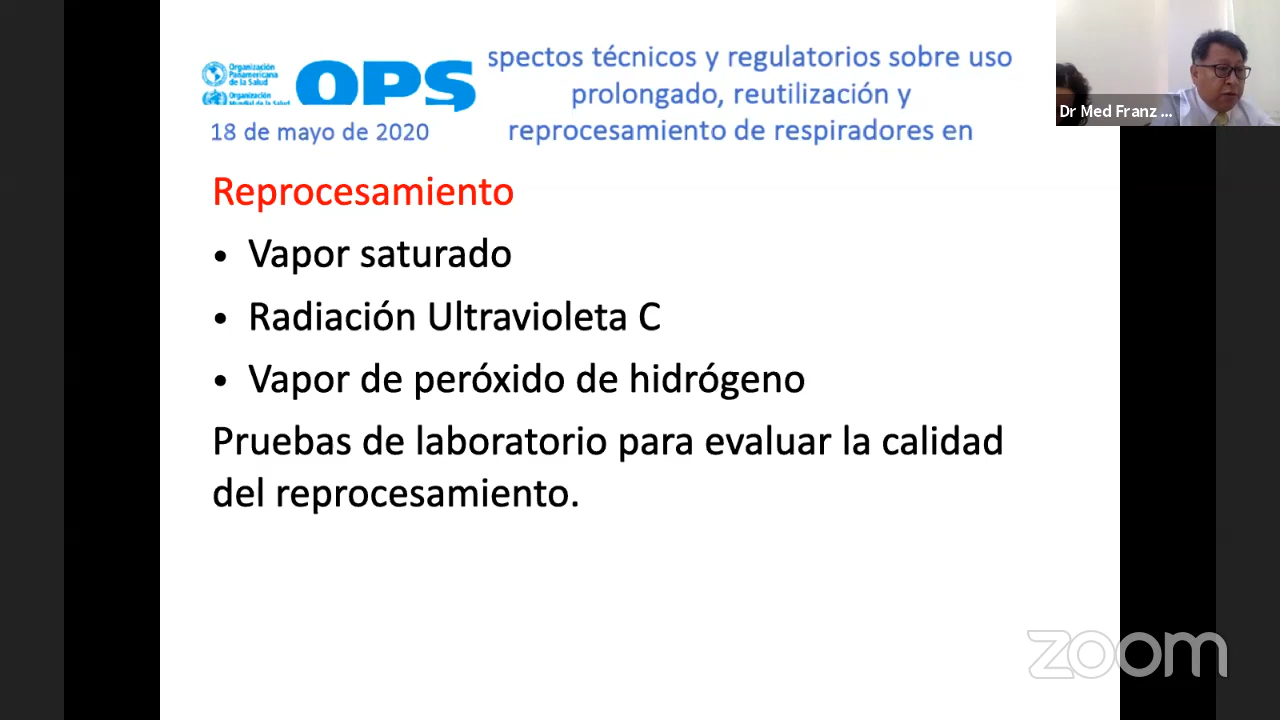 Organización
Panamericana
de la Salud
Organización
Mundial de la Salud
OPS
18 de mayo de 2020
spectos técnicos y regulatorios sobre uso
prolongado, reutilización y
reprocesamiento de respiradores en
Dr Med Franz ...
Reprocesamiento
• Vapor saturado
• Radiación Ultravioleta C
• Vapor de peróxido de hidrógeno
Pruebas de laboratorio para evaluar la calidad
del reprocesamiento.
zoom